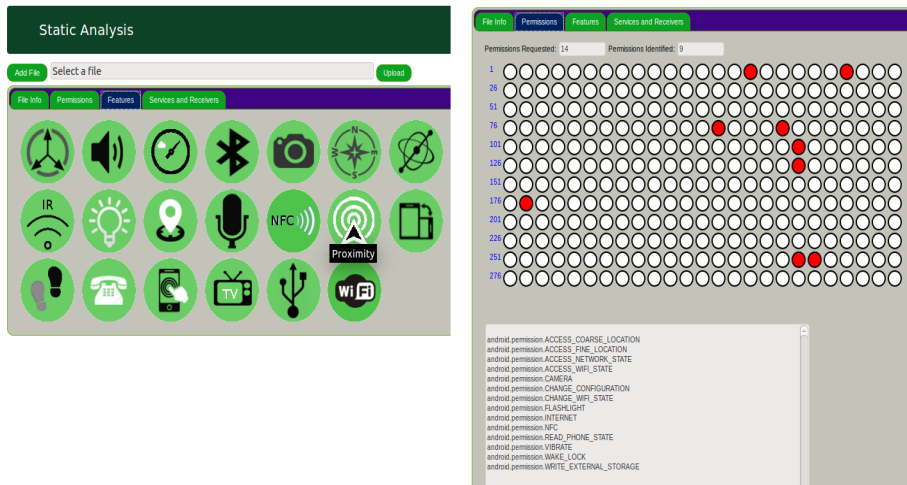 Static Analysis
Add File Select a file Upload
File Info Permissions Features Services and Receivers
N
W E
S
IR
NFC
Proximity
TV
Wi Fi
File Info Permissions Features Services and Receivers
Permissions Requested: 14 Permissions Identified: 9
1
26
51
76
101
126
151
176
201
226
251
276
android.permission.ACCESS_COARSE_LOCATION
android.permission.ACCESS_FINE_LOCATION
android.permission.ACCESS_NETWORK_STATE
android.permission.ACCESS_WIFI_STATE
android.permission.CAMERA
android.permission.CHANGE_CONFIGURATION
android.permission.CHANGE_WIFI_STATE
android.permission.FLASHLIGHT
android.permission.INTERNET
android.permission.NFC
android.permission.READ_PHONE_STATE
android.permission.VIBRATE
android.permission.WAKE_LOCK
android.permission.WRITE_EXTERNAL_STORAGE